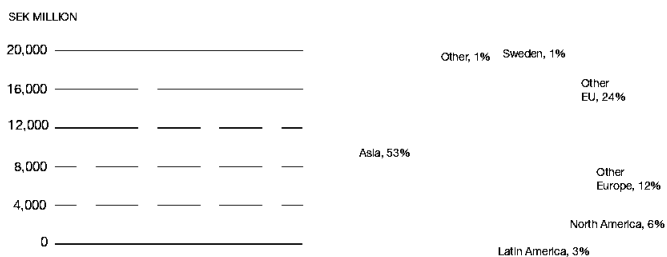 SEK MILLION
20,000
16,000
12,000
8,000
4,000
0
Other, 1%
Sweden, 1%
Other
EU, 24%
Asia, 53%
Other
Europe, 12%
North America, 6%
Latin America, 3%